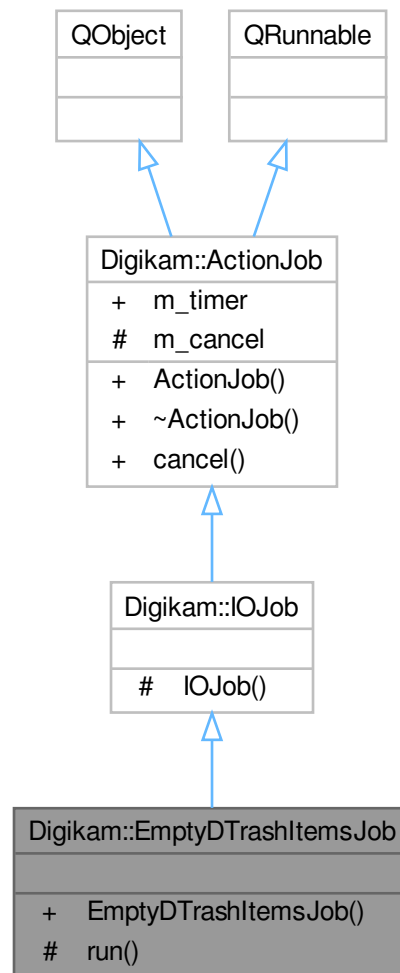 QObject
QRunnable
Digikam::ActionJob
+ m_timer
# m_cancel
+ ActionJob()
+ ~ActionJob()
+ cancel()
Digikam::IOJob
# IOJob()
Digikam::EmptyDTrashItemsJob
+ EmptyDTrashItemsJob()
# run()